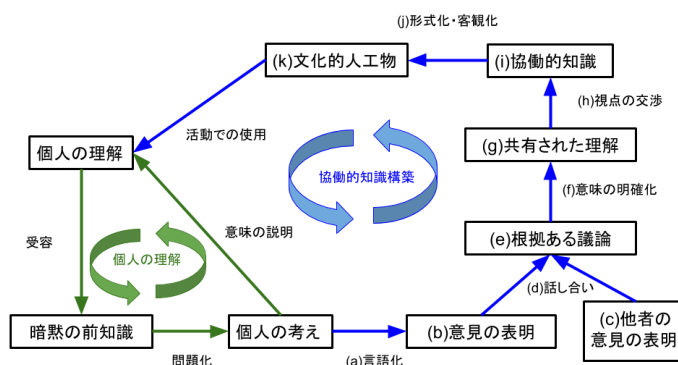 (j)形式化・客観化
(k)文化的人工物
(i)協働的知識
(h)視点の交渉
活動での使用
個人の理解
(g)共有された理解
協働的知識構築
(f)意味の明確化
受容
意味の説明
(e)根拠ある議論
個人の理解
(d)話し合い
暗黙の前知識
個人の考え
(b)意見の表明
(c)他者の
意見の表明
問題化
(a)言語化